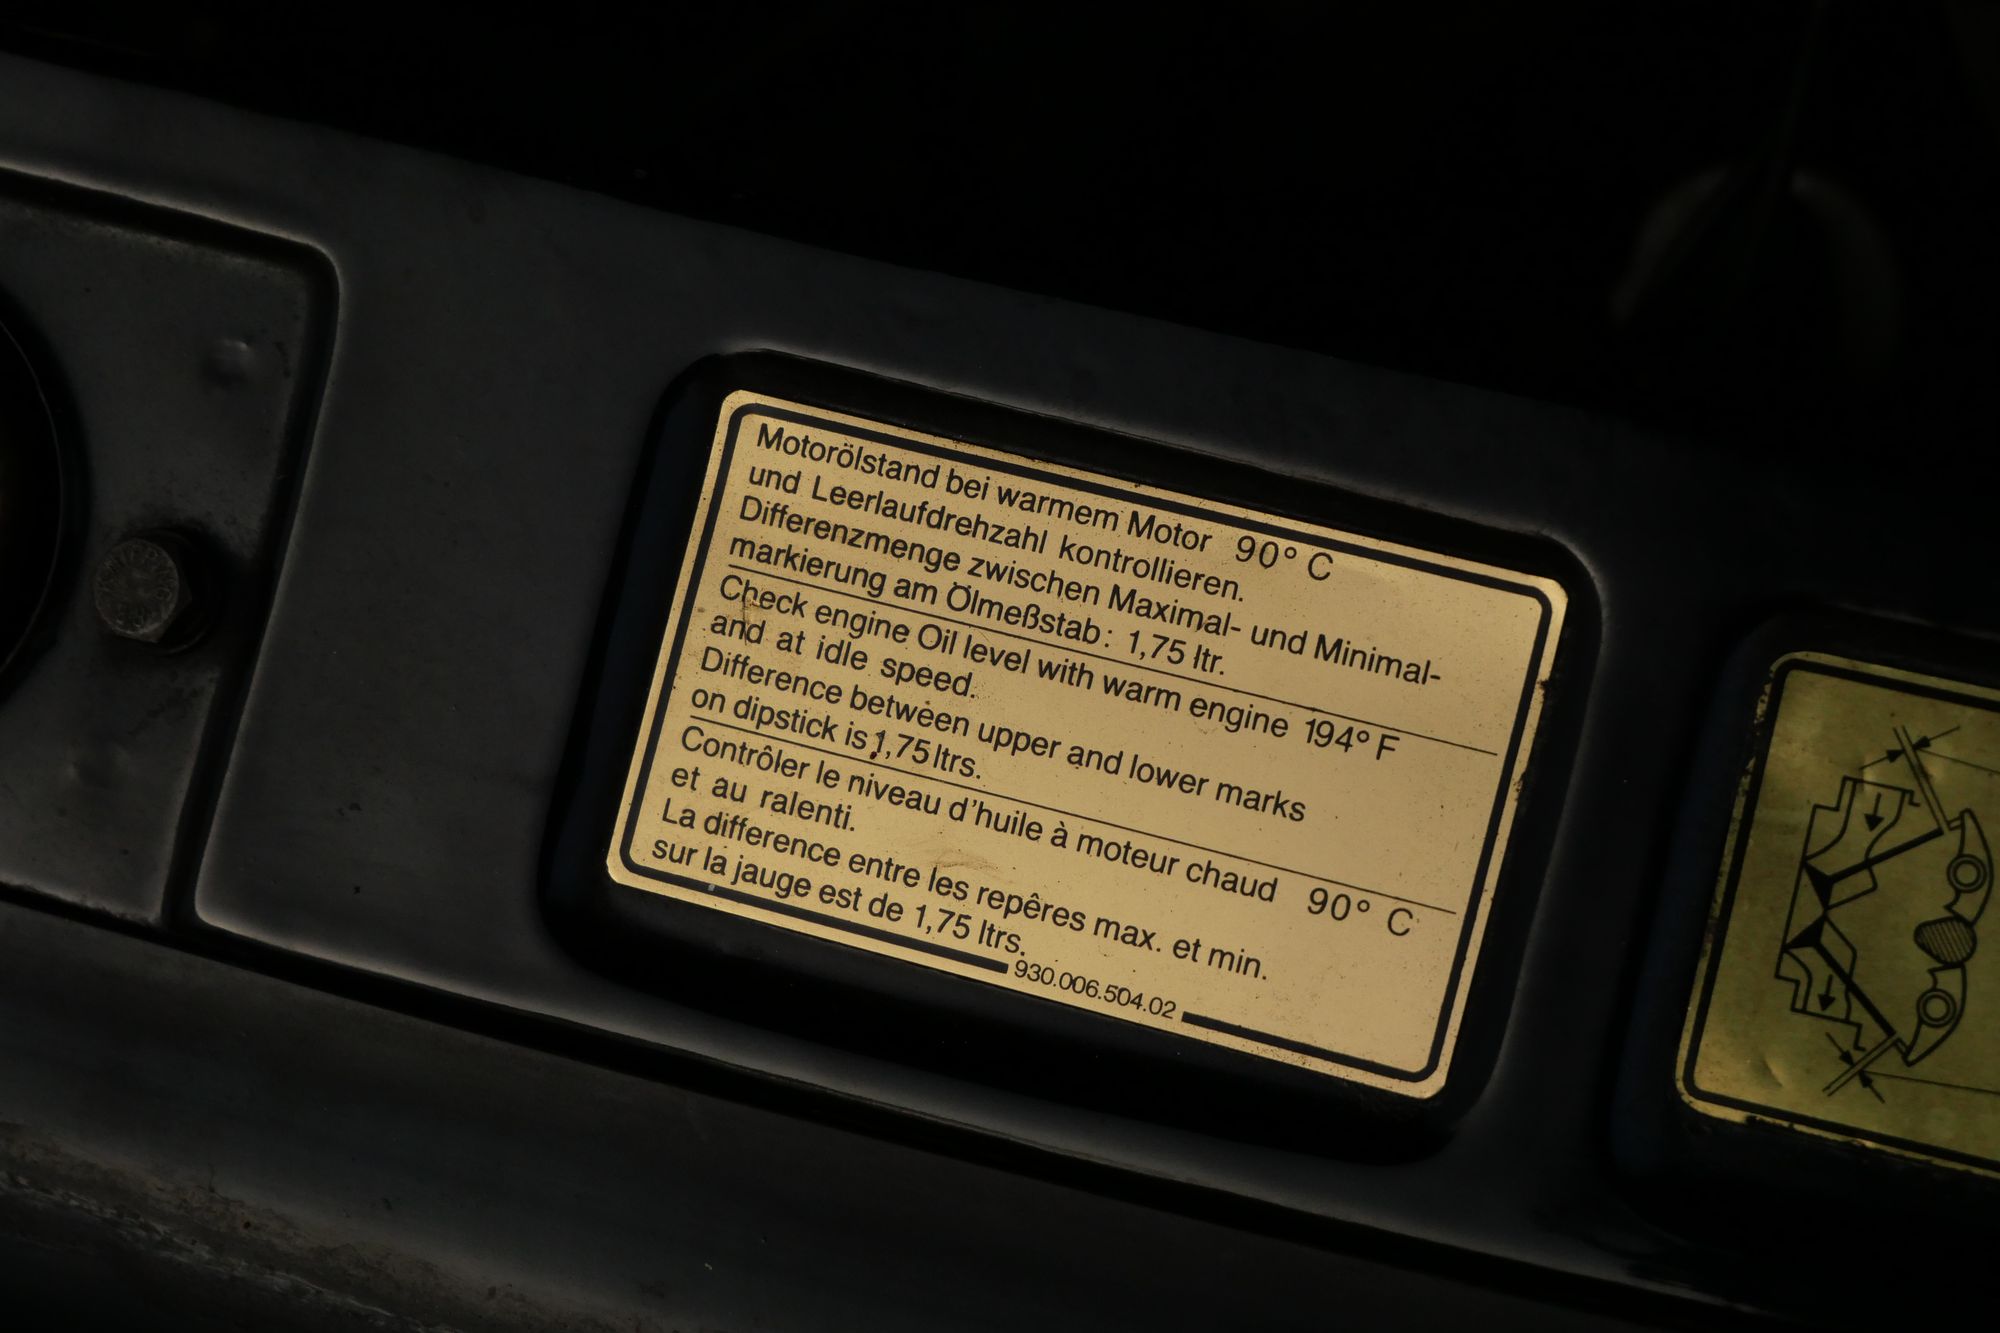 Motorölstand bei warmem Motor 90° C
und Leerlaufdrehzahl kontrollieren.
Differenzmenge zwischen Maximal- und Minimal-
markierung am Ölmeßstab: 1,75 ltr.
Check engine Oil level with warm engine 194° F
and at idle speed.
Difference between upper and lower marks
on dipstick is 1,75 ltrs.
Contrôler le niveau d'huile à moteur chaud 90° C
et au ralenti.
La difference entre les repêres max. et min.
sur la jauge est de 1,75 ltrs.
930.006.504.02